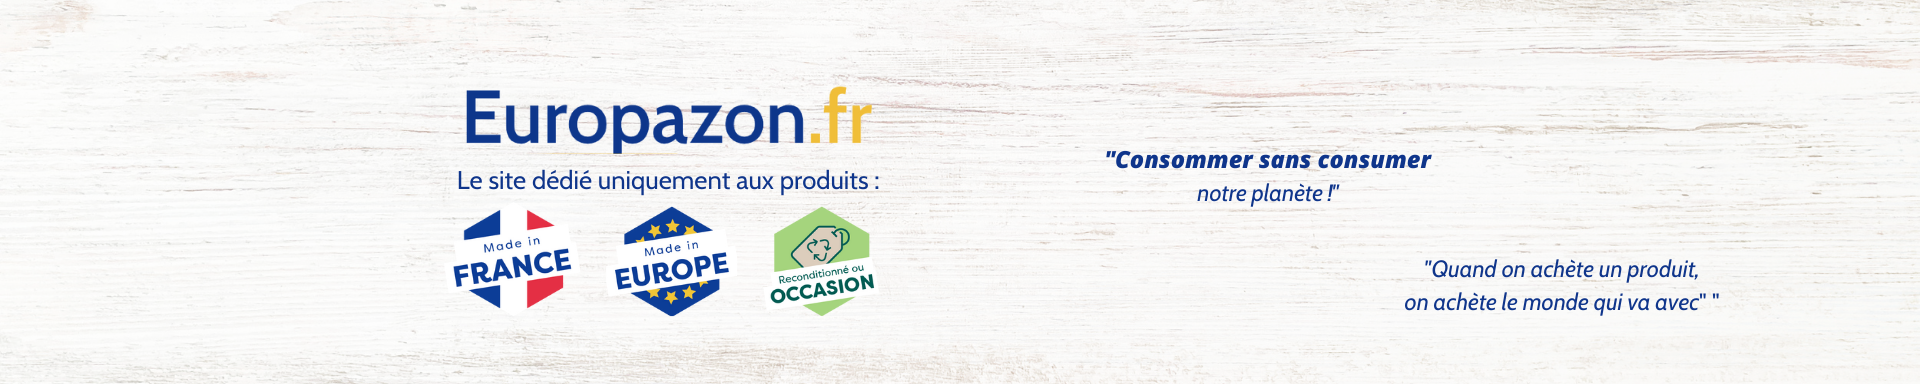 Europazon.fr
Le site dédié uniquement aux produits :
Made in
FRANCE
Made in
EUROPE
Reconditionné ou
OCCASION
"Consommer sans consumer
notre planète !"
"Quand on achète un produit,
on achète le monde qui va avec" "